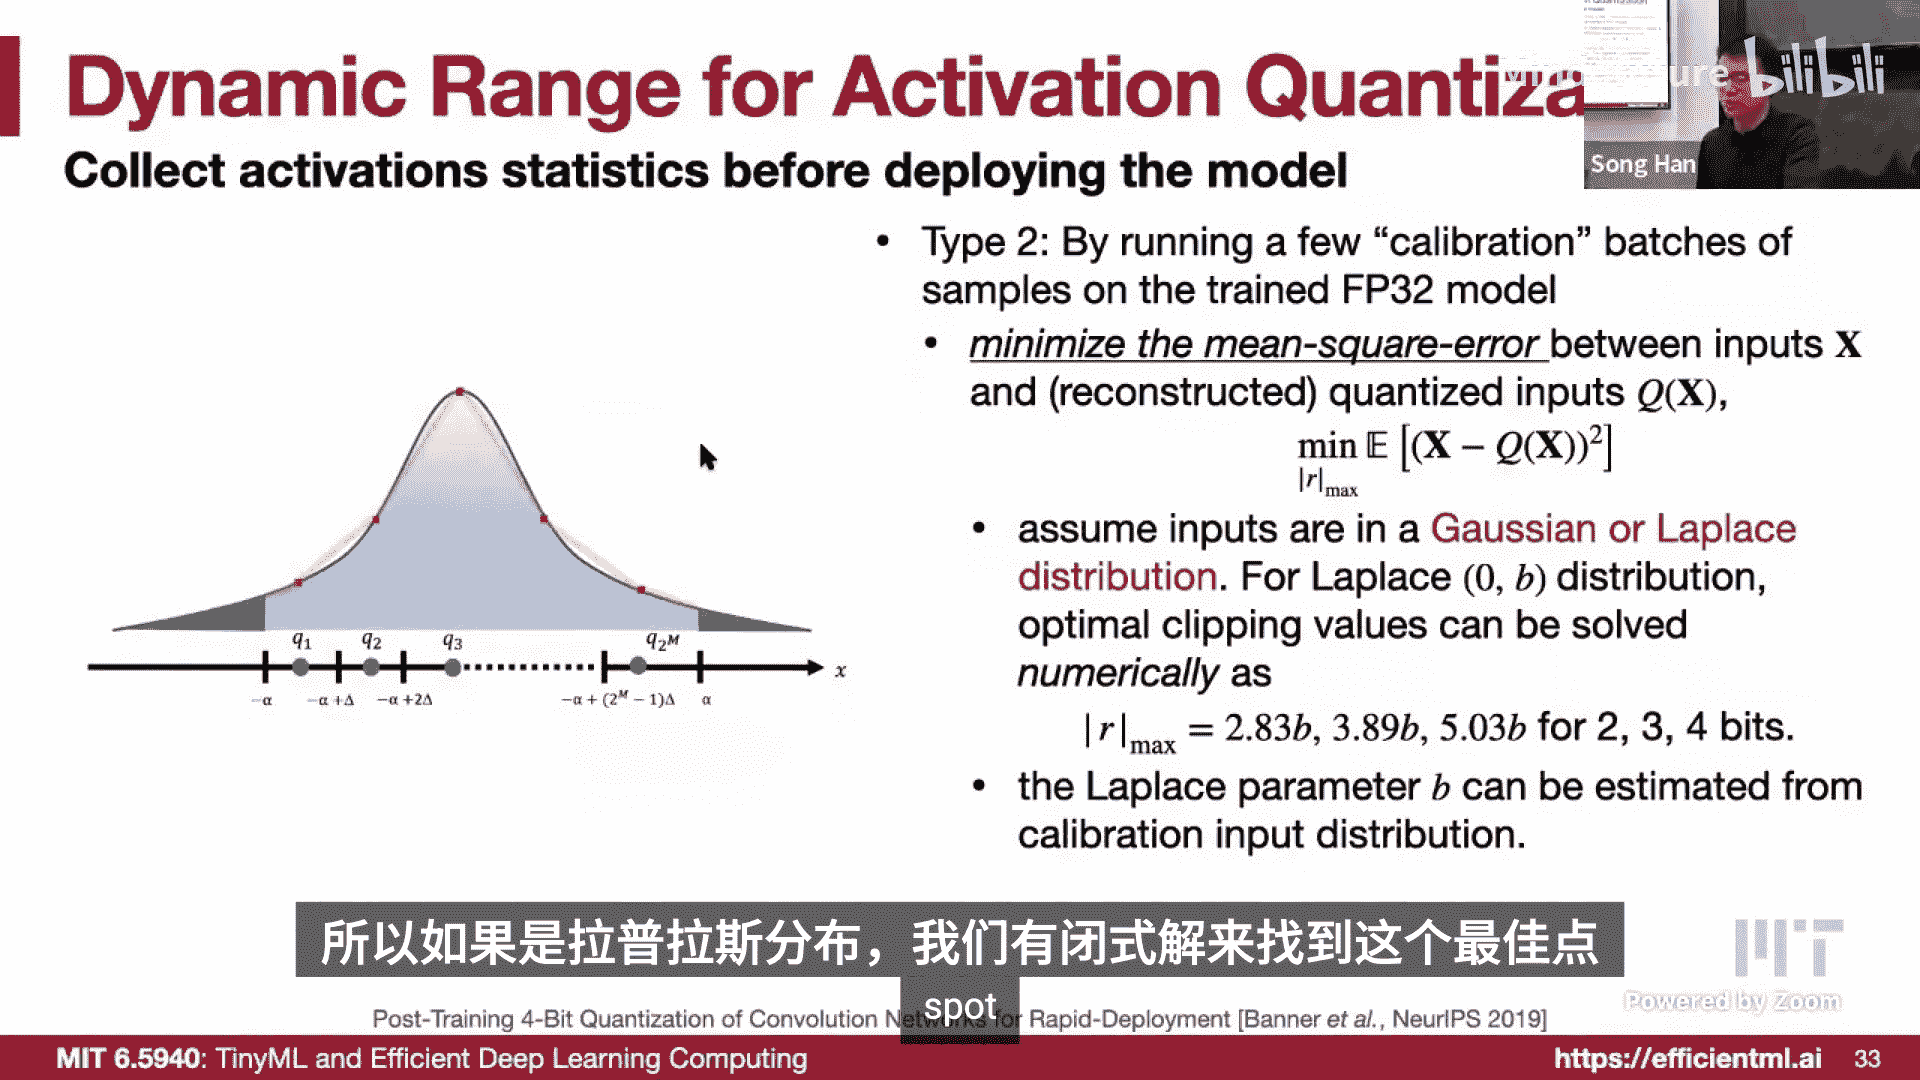 Dynamic Range for Activation Quantiza
bilibili
Song Han
Collect activations statistics before deploying the model
• Type 2: By running a few “calibration” batches of
samples on the trained FP32 model
• minimize the mean-square-error between inputs X
and (reconstructed) quantized inputs Q(X),
min 𝔼 [(X − Q(X))²]
|r|max
• assume inputs are in a Gaussian or Laplace
distribution. For Laplace (0, b) distribution,
optimal clipping values can be solved
numerically as
|r|max = 2.83b, 3.89b, 5.03b for 2, 3, 4 bits.
• the Laplace parameter b can be estimated from
calibration input distribution.
q₁ q₂ q₃ q₂ᴹ
x
−α −α+Δ −α+2Δ −α+(2ᴹ − 1)Δ α
所以如果是拉普拉斯分布，我们有闭式解来找到这个最佳点
spot
MIT
Powered by Zoom
Post-Training 4-Bit Quantization of Convolution Networks for Rapid-Deployment [Banner et al., NeurIPS 2019]
MIT 6.5940: TinyML and Efficient Deep Learning Computing
https://efficientml.ai 33